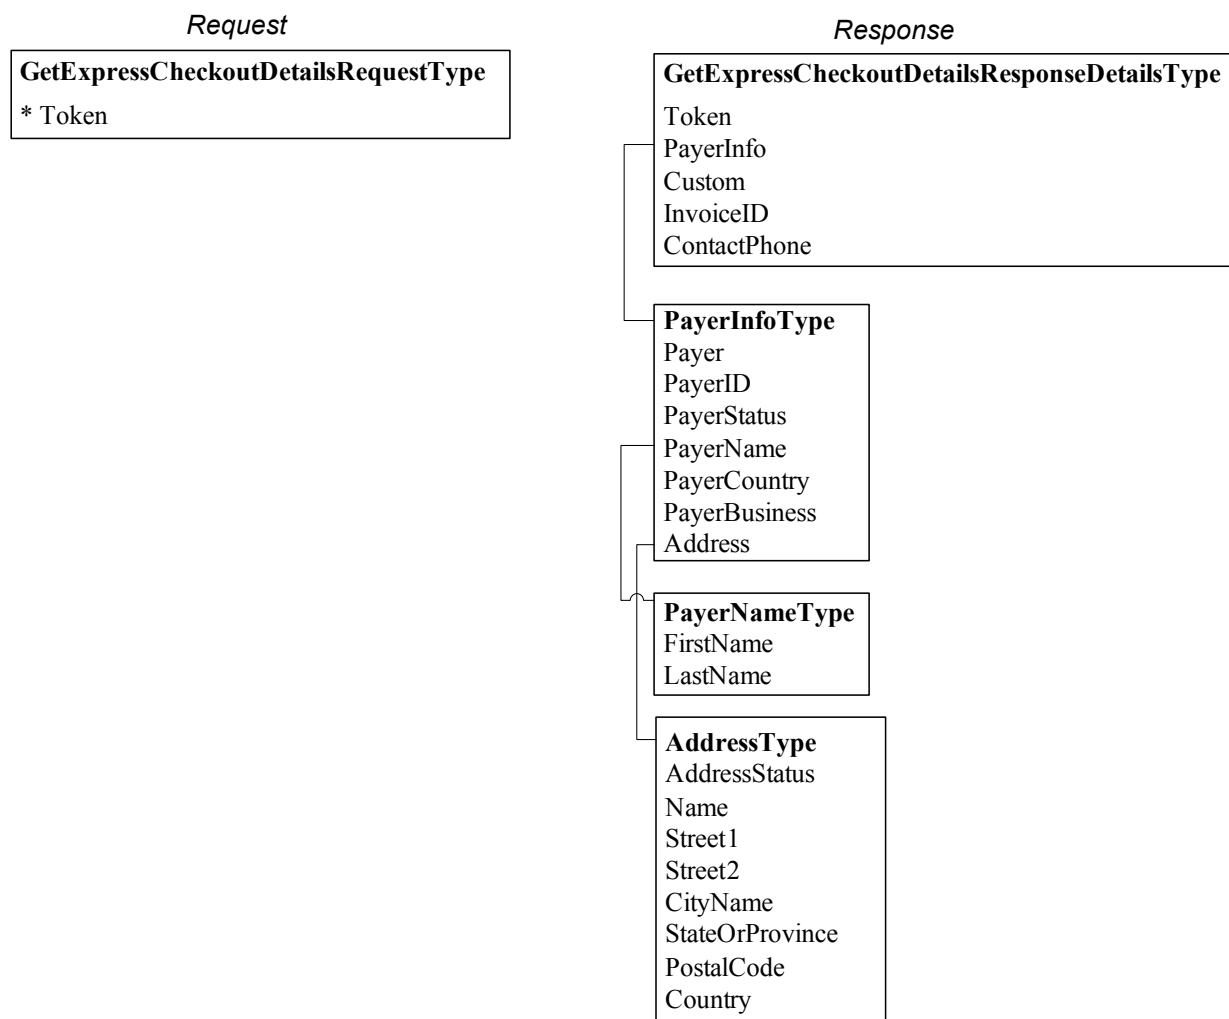 Request
GetExpressCheckoutDetailsRequestType
* Token
Response
GetExpressCheckoutDetailsResponseDetailsType
Token
PayerInfo
Custom
InvoiceID
ContactPhone
PayerInfoType
Payer
PayerID
PayerStatus
PayerName
PayerCountry
PayerBusiness
Address
PayerNameType
FirstName
LastName
AddressType
AddressStatus
Name
Street1
Street2
CityName
StateOrProvince
PostalCode
Country